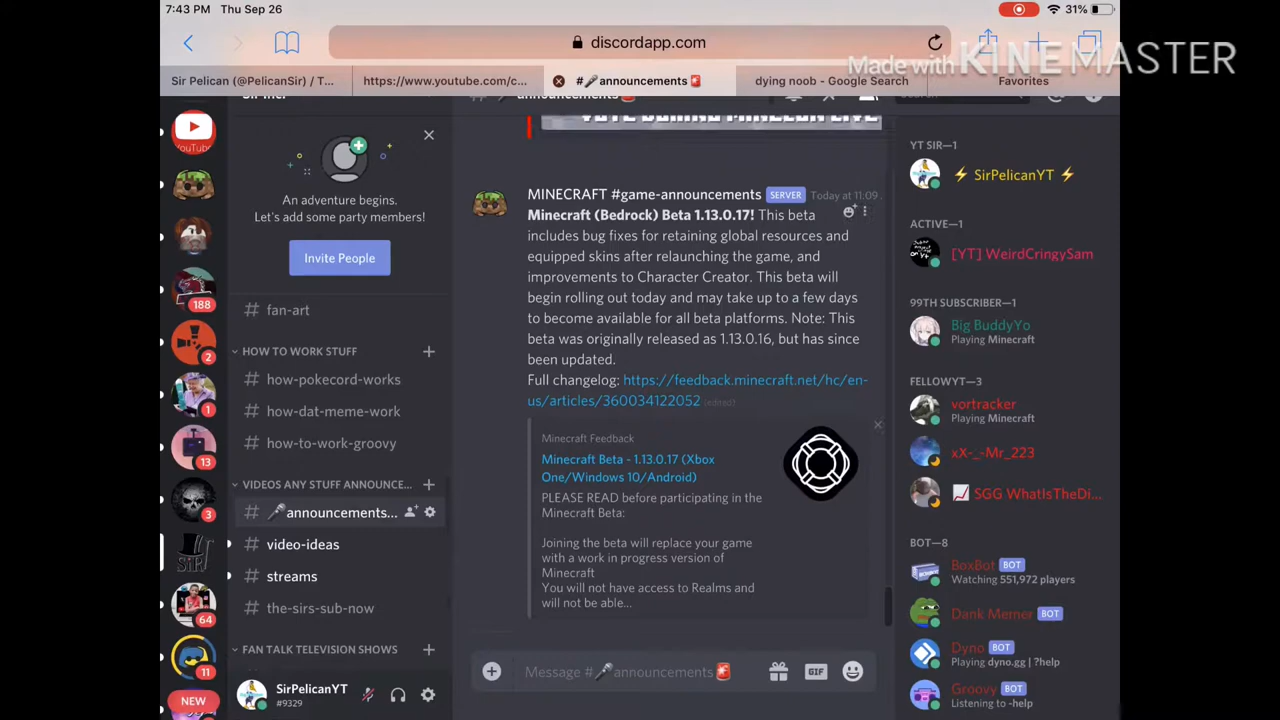 7:43 PM Thu Sep 26
31%
discordapp.com
Made with KINEMASTER
Sir Pelican (@PelicanSir) / T...
https://www.youtube.com/c...
#🎤announcements🚨
dying noob - Google Search
Favorites
YouTube
188
2
1
13
3
64
11
NEW
An adventure begins.
Let's add some party members!
Invite People
# fan-art
HOW TO WORK STUFF
# how-pokecord-works
# how-dat-meme-work
# how-to-work-groovy
VIDEOS ANY STUFF ANNOUNCE...
# 🎤announcements...
video-ideas
# streams
# the-sirs-sub-now
FAN TALK TELEVISION SHOWS
SirPelicanYT
#9329
MINECRAFT #game-announcements SERVER Today at 11:09
Minecraft (Bedrock) Beta 1.13.0.17! This beta
includes bug fixes for retaining global resources and
equipped skins after relaunching the game, and
improvements to Character Creator. This beta will
begin rolling out today and may take up to a few days
to become available for all beta platforms. Note: This
beta was originally released as 1.13.0.16, but has since
been updated.
Full changelog: https://feedback.minecraft.net/hc/en-
us/articles/360034122052 (edited)
Minecraft Feedback
Minecraft Beta - 1.13.0.17 (Xbox
One/Windows 10/Android)
PLEASE READ before participating in the
Minecraft Beta:
Joining the beta will replace your game
with a work in progress version of
Minecraft
You will not have access to Realms and
will not be able...
Message #🎤announcements🚨
GIF
YT SIR—1
⚡ SirPelicanYT ⚡
ACTIVE—1
[YT] WeirdCringySam
99TH SUBSCRIBER—1
Big BuddyYo
Playing Minecraft
FELLOWYT—3
vortracker
Playing Minecraft
xX-_-Mr_223
📈 SGG WhatIsTheDi...
BOT—8
BoxBot BOT
Watching 551,972 players
Dank Memer BOT
Dyno BOT
Playing dyno.gg | ?help
Groovy BOT
Listening to -help